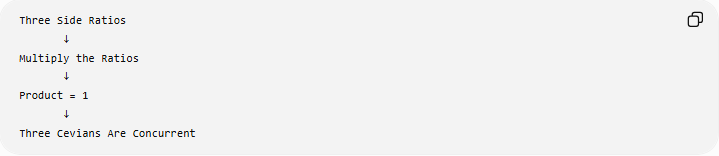 Three Side Ratios
↓
Multiply the Ratios
↓
Product = 1
↓
Three Cevians Are Concurrent